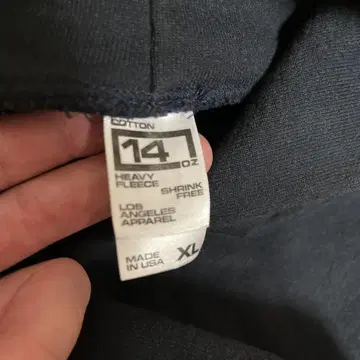 COTTON
14 OZ
HEAVY
FLEECE
SHRINK
FREE
LOS
ANGELES
APPAREL
MADE
IN USA
XL